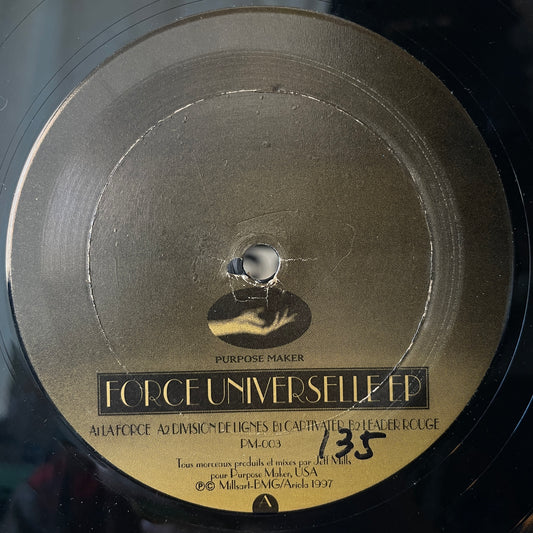 PURPOSE MAKER
FORCE UNIVERSELLE EP
A1 LA FORCE A2 DIVISION DE LIGNES B1 CAPTIVATER B2 LEADER ROUGE
PM-003
135
Tous morceaux produits et mixes par Jeff Mills
pour Purpose Maker, USA
℗© Millsart-BMG/Ariola 1997
A